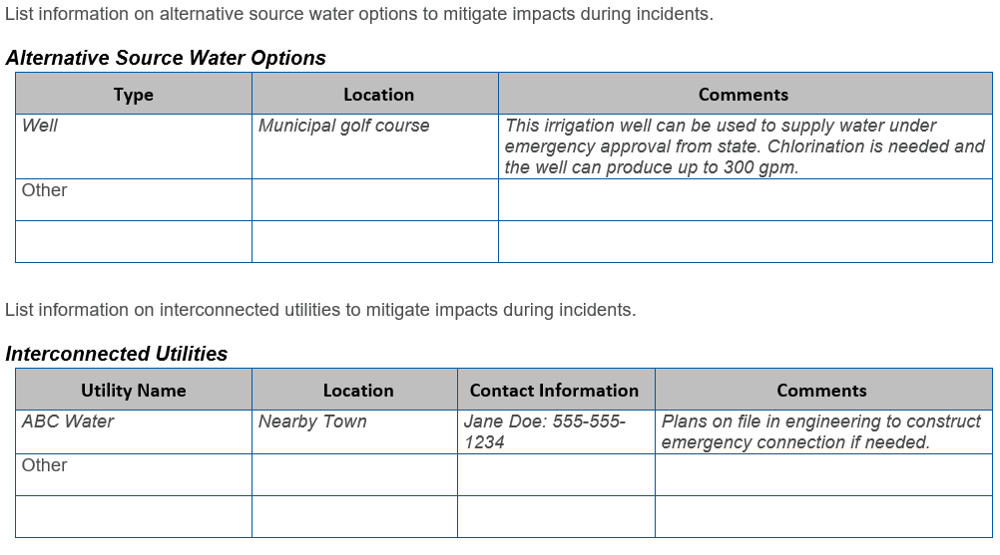 List information on alternative source water options to mitigate impacts during incidents.
Alternative Source Water Options
Type Location Comments
Well Municipal golf course This irrigation well can be used to supply water under
emergency approval from state. Chlorination is needed and
the well can produce up to 300 gpm.
Other
List information on interconnected utilities to mitigate impacts during incidents.
Interconnected Utilities
Utility Name Location Contact Information Comments
ABC Water Nearby Town Jane Doe: 555-555- Plans on file in engineering to construct
1234 emergency connection if needed.
Other